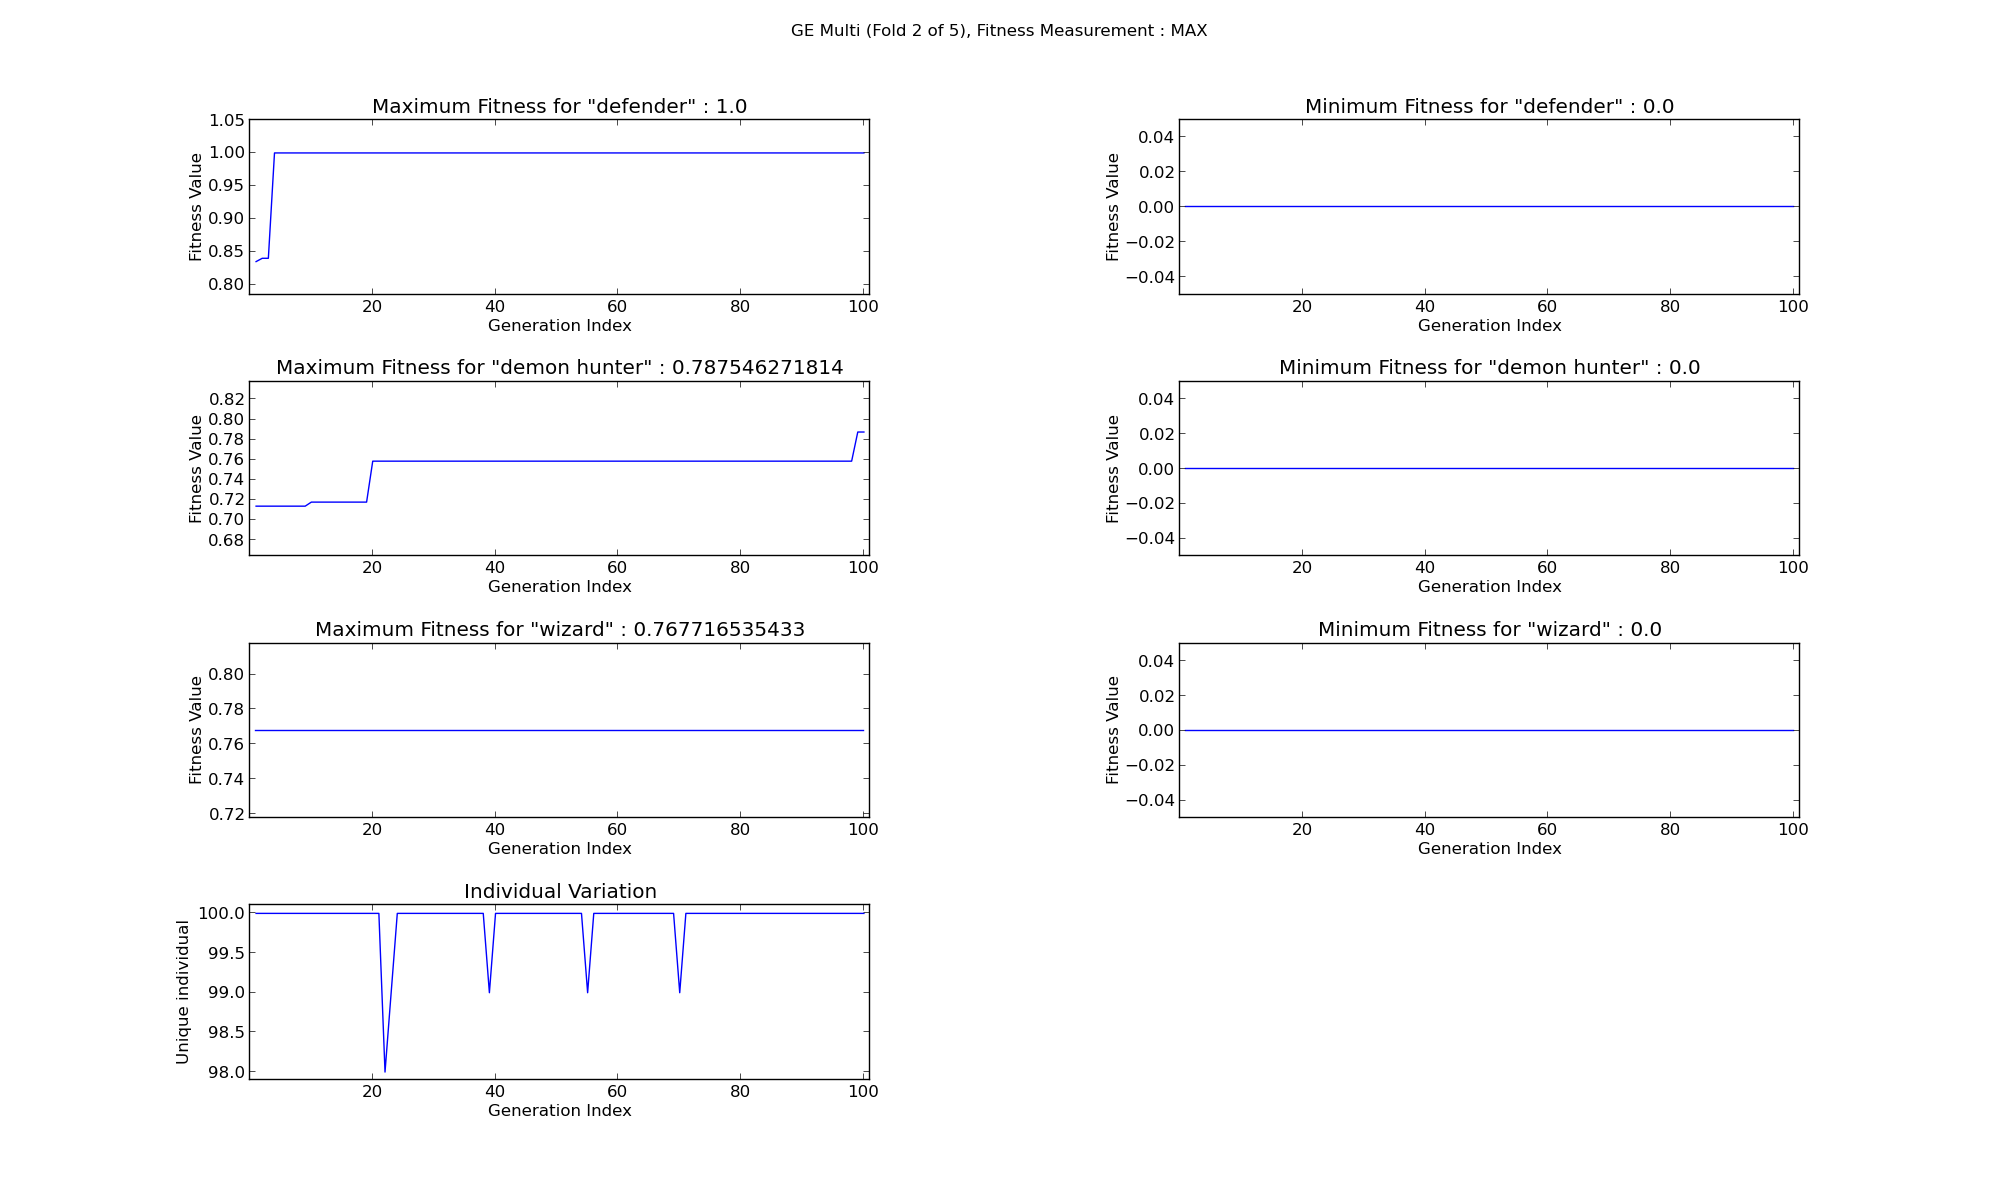 GE Multi (Fold 2 of 5), Fitness Measurement : MAX
Maximum Fitness for "defender" : 1.0
1.05
1.00
0.95
0.90
0.85
0.80
Fitness Value
20 40 60 80 100
Generation Index
Minimum Fitness for "defender" : 0.0
0.04
0.02
0.00
−0.02
−0.04
Fitness Value
20 40 60 80 100
Generation Index
Maximum Fitness for "demon hunter" : 0.787546271814
0.82
0.80
0.78
0.76
0.74
0.72
0.70
0.68
Fitness Value
20 40 60 80 100
Generation Index
Minimum Fitness for "demon hunter" : 0.0
0.04
0.02
0.00
−0.02
−0.04
Fitness Value
20 40 60 80 100
Generation Index
Maximum Fitness for "wizard" : 0.767716535433
0.80
0.78
0.76
0.74
0.72
Fitness Value
20 40 60 80 100
Generation Index
Minimum Fitness for "wizard" : 0.0
0.04
0.02
0.00
−0.02
−0.04
Fitness Value
20 40 60 80 100
Generation Index
Individual Variation
100.0
99.5
99.0
98.5
98.0
Unique individual
20 40 60 80 100
Generation Index